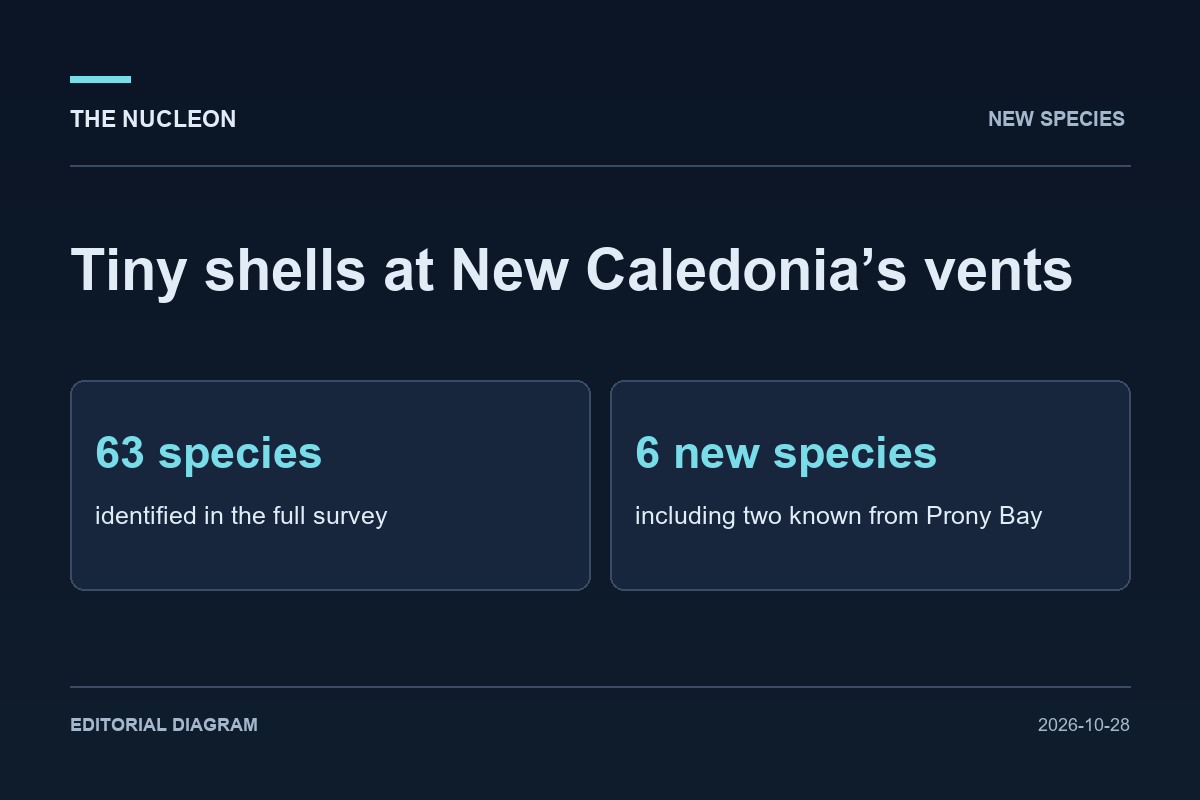 THE NUCLEON
NEW SPECIES
Tiny shells at New Caledonia’s vents
63 species
identified in the full survey
6 new species
including two known from Prony Bay
EDITORIAL DIAGRAM
2026-10-28